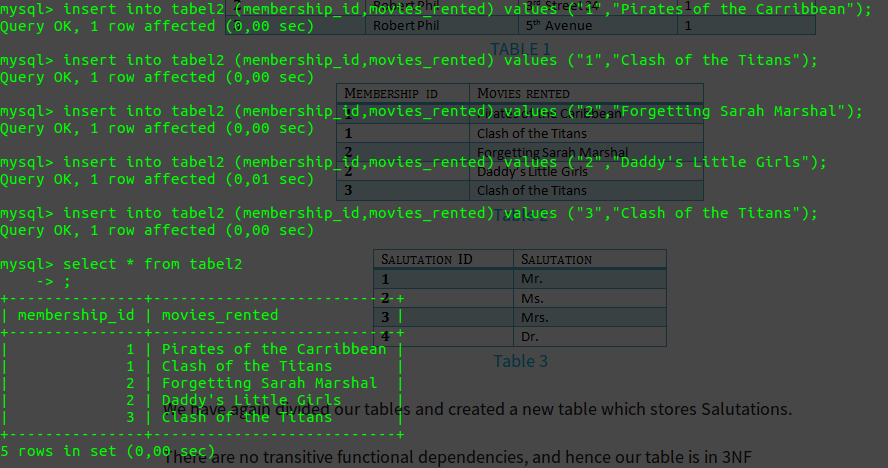 mysql> insert into tabel2 (membership_id,movies_rented) values ("1","Pirates of the Carribbean");
Query OK, 1 row affected (0,00 sec)
Robert Phil
3rd Street 34
1
Robert Phil
5th Avenue
1
TABLE 1
mysql> insert into tabel2 (membership_id,movies_rented) values ("1","Clash of the Titans");
Query OK, 1 row affected (0,00 sec)
MEMBERSHIP ID
MOVIES RENTED
mysql> insert into tabel2 (membership_id,movies_rented) values ("2","Forgetting Sarah Marshal");
Query OK, 1 row affected (0,00 sec)
1
Clash of the Titans
2
Forgetting Sarah Marshal
mysql> insert into tabel2 (membership_id,movies_rented) values ("2","Daddy's Little Girls");
Query OK, 1 row affected (0,01 sec)
2
Daddy's Little Girls
3
Clash of the Titans
mysql> insert into tabel2 (membership_id,movies_rented) values ("3","Clash of the Titans");
Query OK, 1 row affected (0,00 sec)
Table 2
mysql> select * from tabel2
-> ;
SALUTATION ID
SALUTATION
1
Mr.
2
Ms.
3
Mrs.
4
Dr.
Table 3
+---------------+---------------------------+
| membership_id | movies_rented             |
+---------------+---------------------------+
|             1 | Pirates of the Carribbean |
|             1 | Clash of the Titans       |
|             2 | Forgetting Sarah Marshal  |
|             2 | Daddy's Little Girls      |
|             3 | Clash of the Titans       |
+---------------+---------------------------+
5 rows in set (0,00 sec)
We have again divided our tables and created a new table which stores Salutations.
There are no transitive functional dependencies, and hence our table is in 3NF